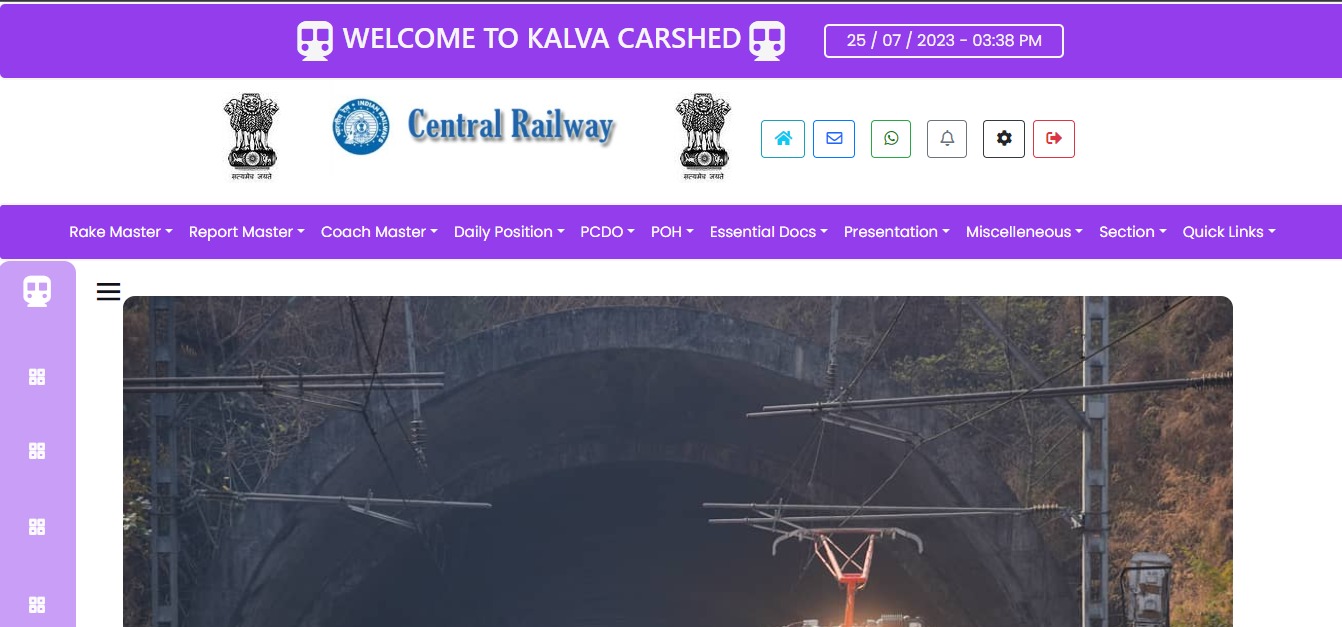 WELCOME TO KALVA CARSHED
25 / 07 / 2023 - 03:38 PM
Central Railway
INDIAN RAILWAYS
सत्यमेव जयते
सत्यमेव जयते
Rake Master
Report Master
Coach Master
Daily Position
PCDO
POH
Essential Docs
Presentation
Miscelleneous
Section
Quick Links